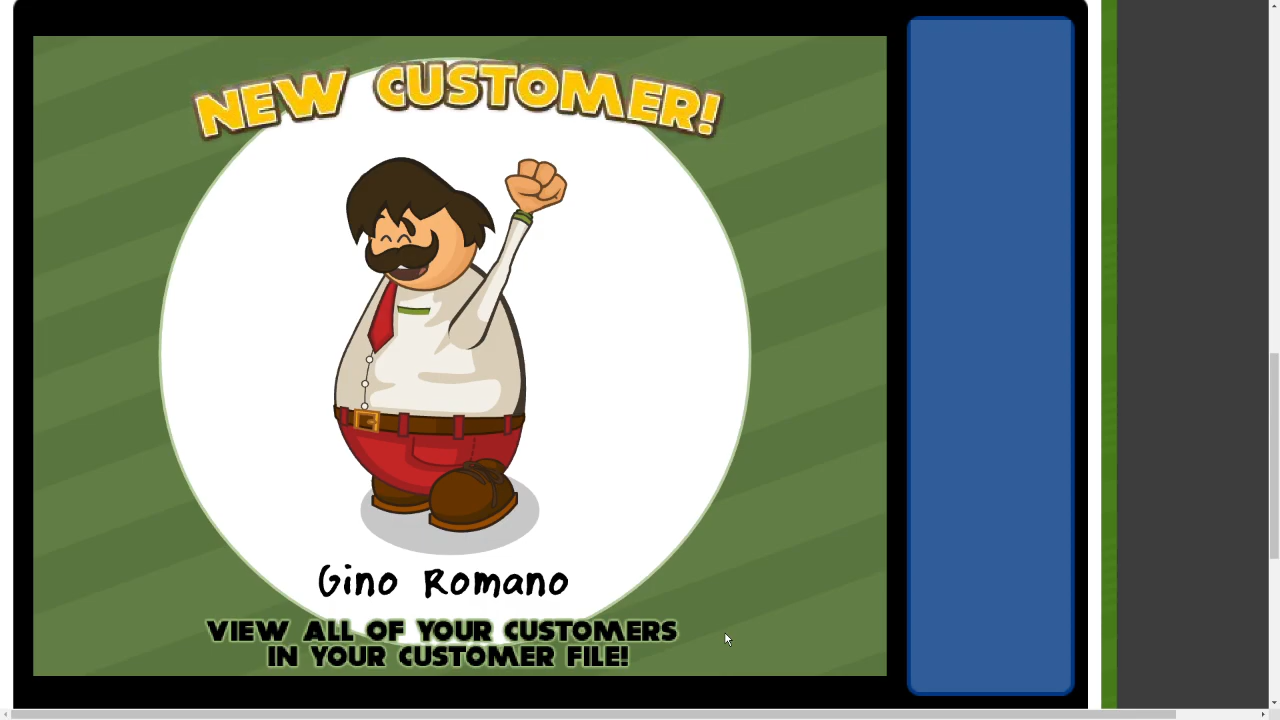 NEW CUSTOMER!
Gino Romano
VIEW ALL OF YOUR CUSTOMERS
IN YOUR CUSTOMER FILE!